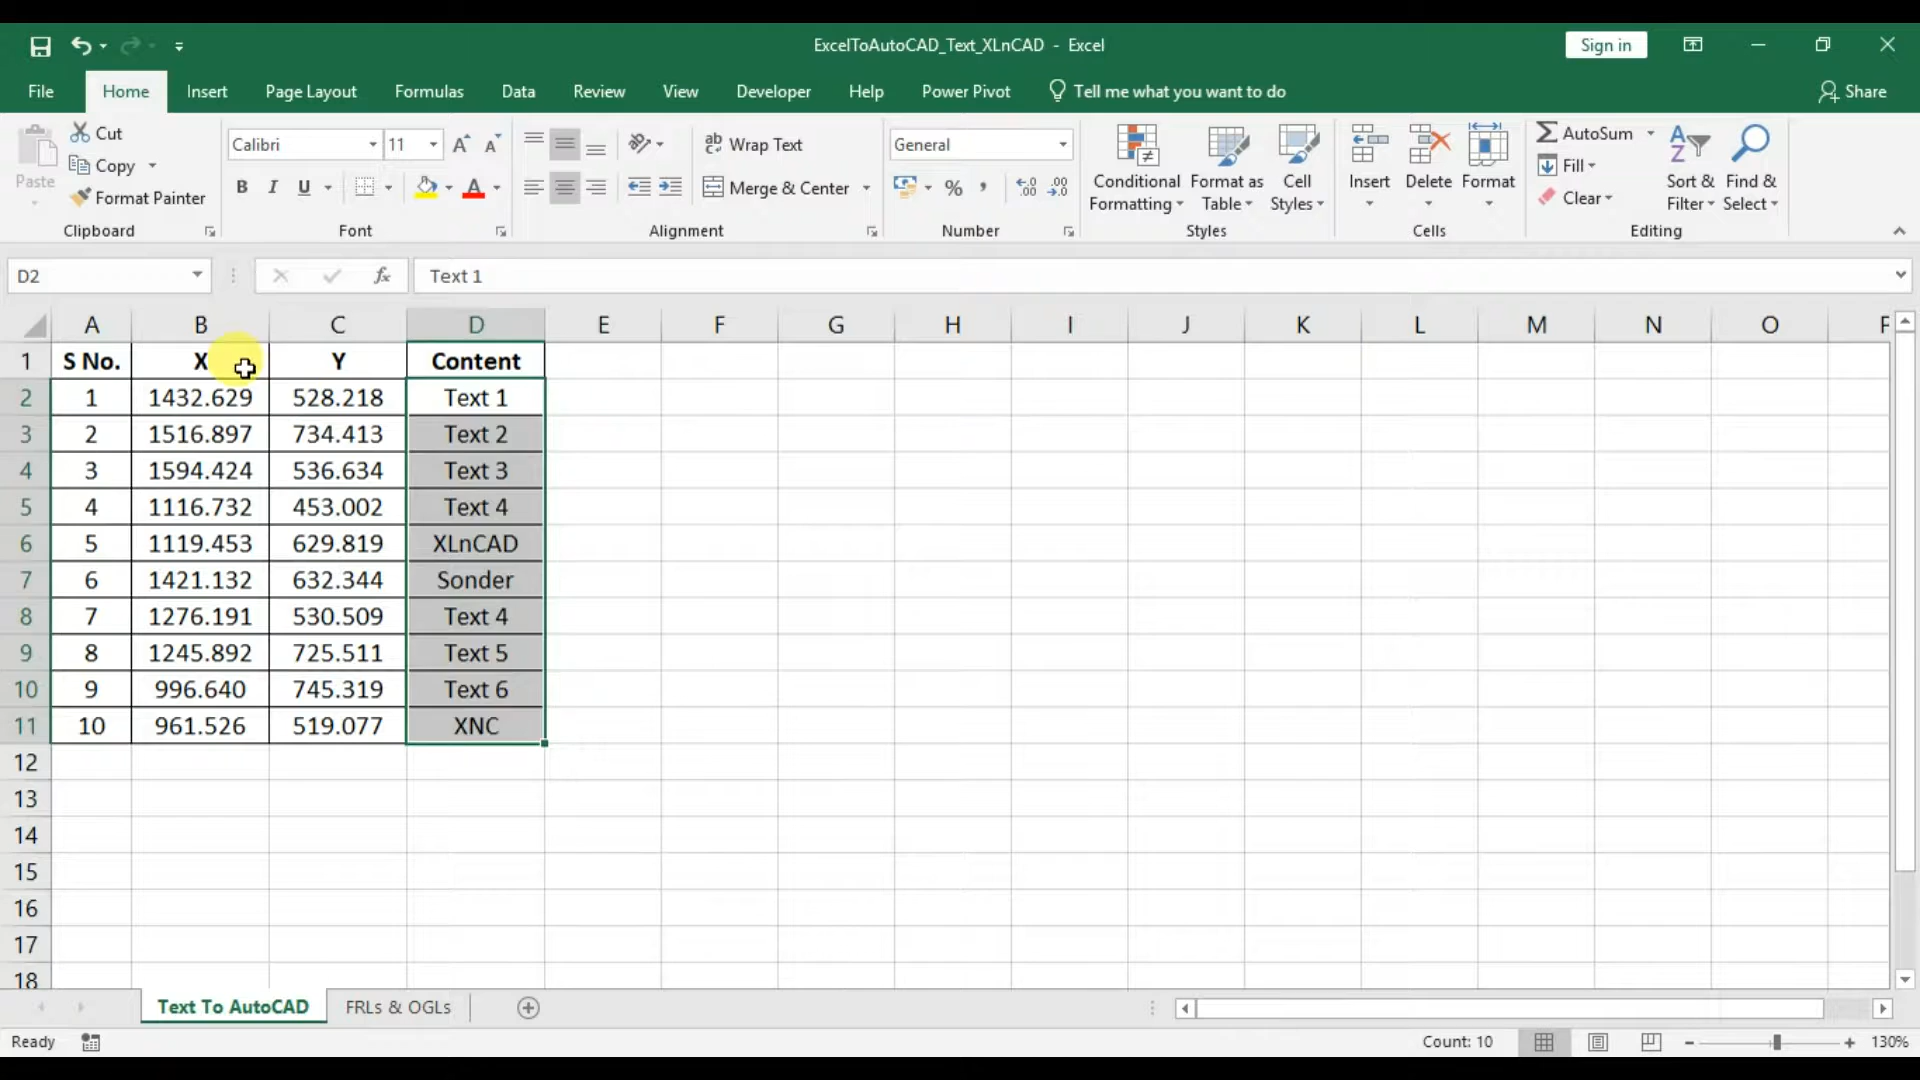 ExcelToAutoCAD_Text_XLnCAD - Excel
Sign in
File Home Insert Page Layout Formulas Data Review View Developer Help Power Pivot Tell me what you want to do Share
Paste
Cut
Copy
Format Painter
Clipboard
Calibri 11
B I U A
Font
Wrap Text
Merge & Center
Alignment
General
%
Number
Conditional Formatting
Format as Table
Cell Styles
Styles
Insert
Delete
Format
Cells
AutoSum
Fill
Clear
Sort & Filter
Find & Select
Editing
D2 fx Text 1
A B C D E F G H I J K L M N O
1 S No. X Y Content
2 1 1432.629 528.218 Text 1
3 2 1516.897 734.413 Text 2
4 3 1594.424 536.634 Text 3
5 4 1116.732 453.002 Text 4
6 5 1119.453 629.819 XLnCAD
7 6 1421.132 632.344 Sonder
8 7 1276.191 530.509 Text 4
9 8 1245.892 725.511 Text 5
10 9 996.640 745.319 Text 6
11 10 961.526 519.077 XNC
12
13
14
15
16
17
18
Text To AutoCAD FRLs & OGLs
Ready Count: 10 130%